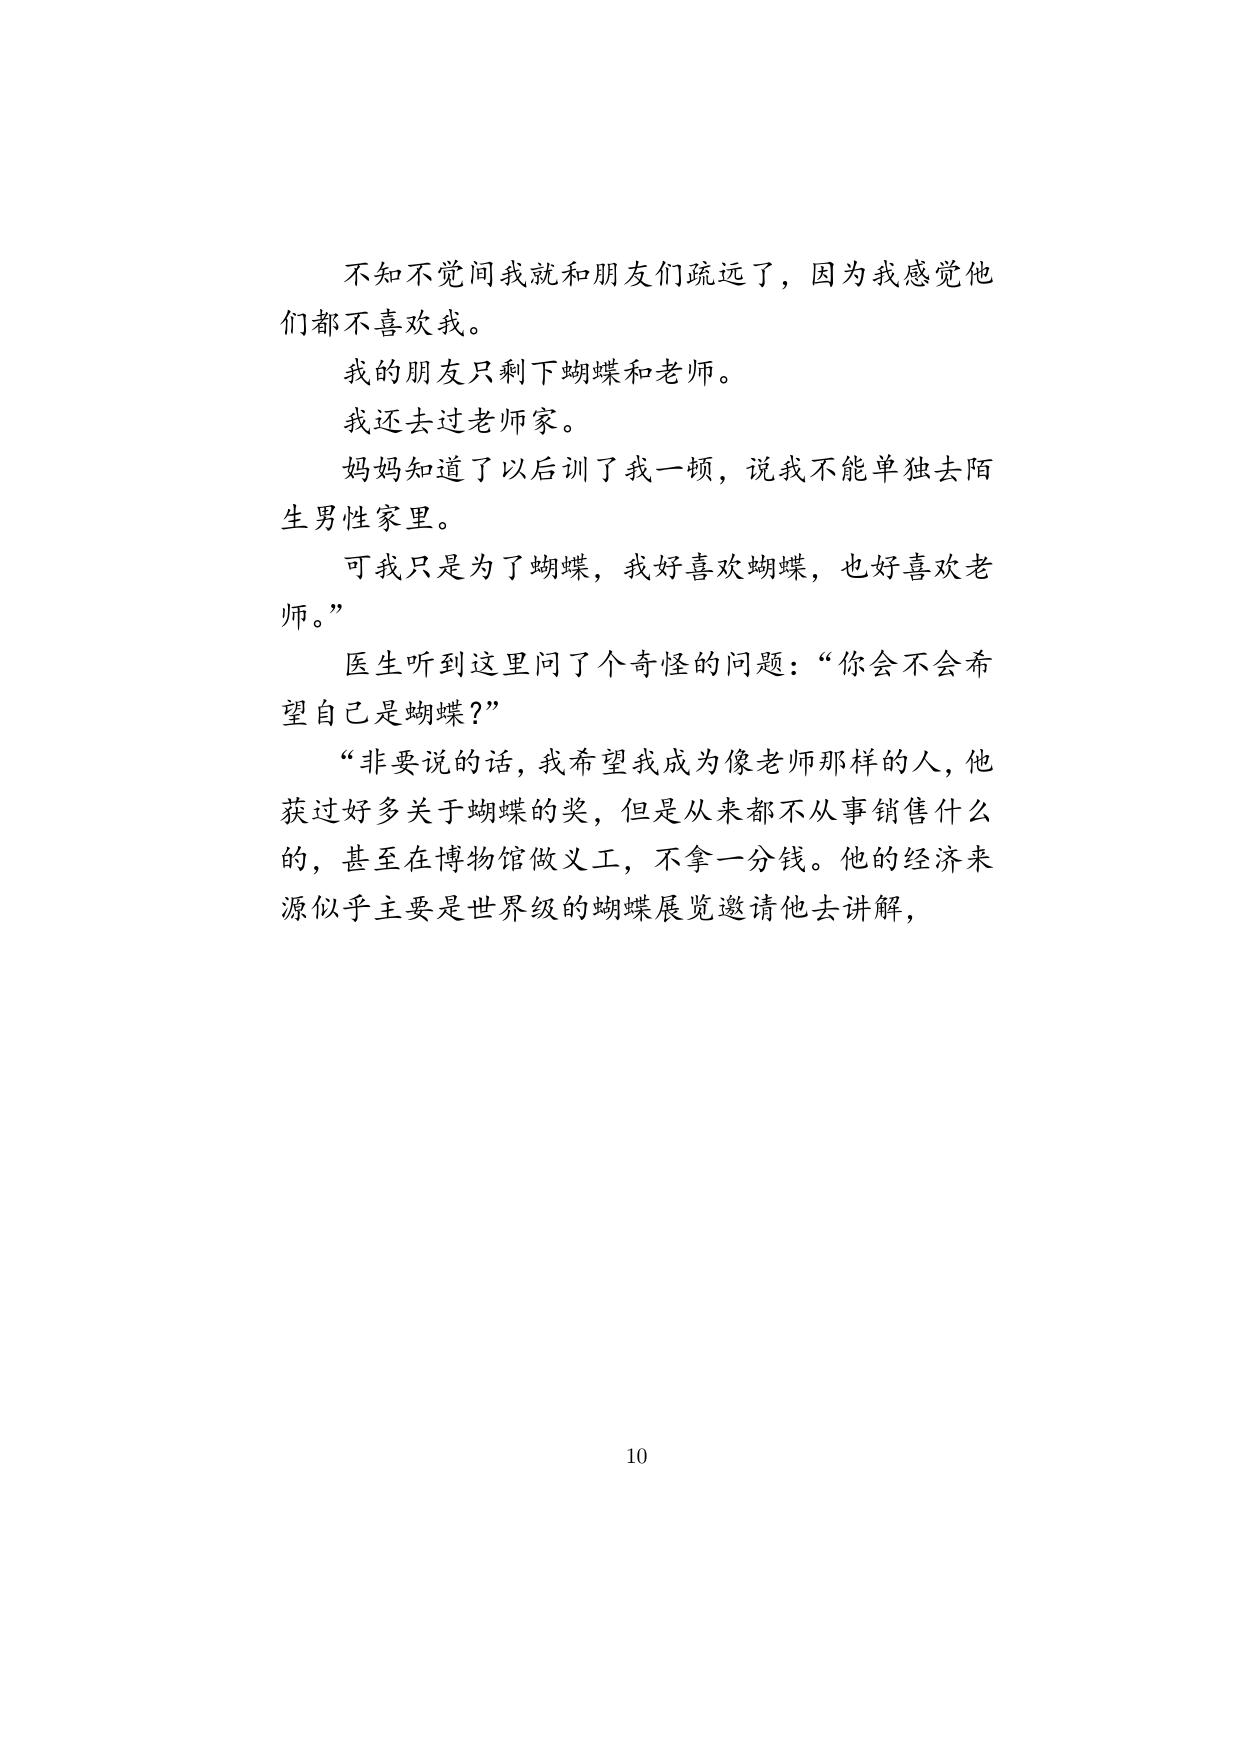 不知不觉间我就和朋友们疏远了，因为我感觉他
们都不喜欢我。
我的朋友只剩下蝴蝶和老师。
我还去过老师家。
妈妈知道了以后训了我一顿，说我不能单独去陌
生男性家里。
可我只是为了蝴蝶，我好喜欢蝴蝶，也好喜欢老
师。”
医生听到这里问了个奇怪的问题：“你会不会希
望自己是蝴蝶？”
“非要说的话，我希望我成为像老师那样的人，他
获过好多关于蝴蝶的奖，但是从来都不从事销售什么
的，甚至在博物馆做义工，不拿一分钱。他的经济来
源似乎主要是世界级的蝴蝶展览邀请他去讲解，
10